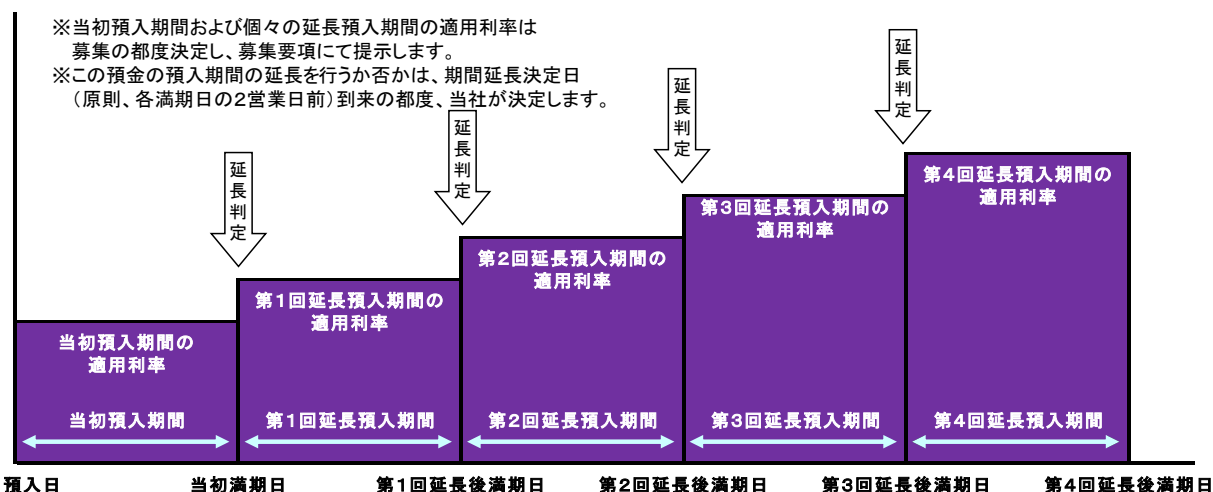 ※当初預入期間および個々の延長預入期間の適用利率は
募集の都度決定し、募集要項にて提示します。
※この預金の預入期間の延長を行うか否かは、期間延長決定日
(原則、各満期日の2営業日前)到来の都度、当社が決定します。
延長判定
延長判定
延長判定
延長判定
第4回延長預入期間の
適用利率
第3回延長預入期間の
適用利率
第2回延長預入期間の
適用利率
第1回延長預入期間の
適用利率
当初預入期間の
適用利率
当初預入期間
第1回延長預入期間
第2回延長預入期間
第3回延長預入期間
第4回延長預入期間
預入日
当初満期日
第1回延長後満期日
第2回延長後満期日
第3回延長後満期日
第4回延長後満期日